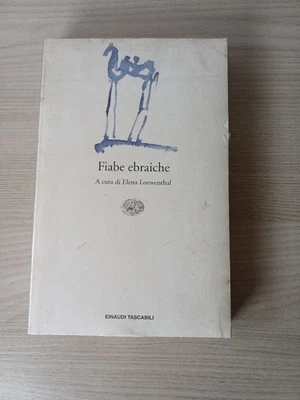 Fiabe ebraiche
A cura di Elena Loewenthal
EINAUDI TASCABILI